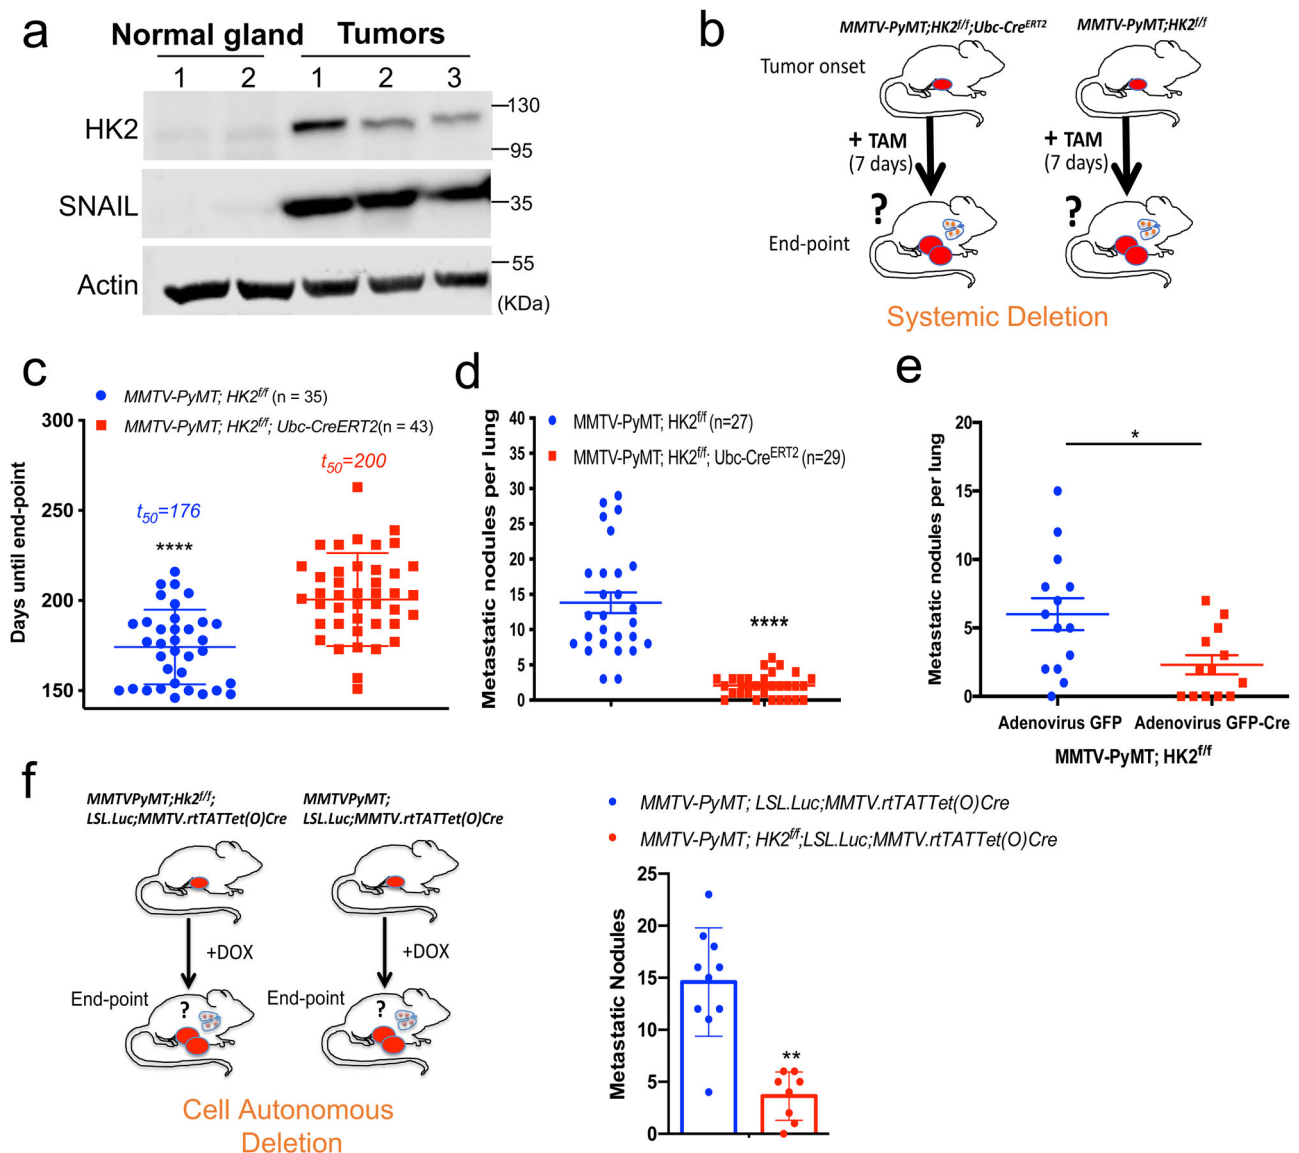 a
Normal gland Tumors
1 2 1 2 3
HK2
130
95
SNAIL
35
Actin
55
(KDa)
b
MMTV-PyMT;HK2f/f;Ubc-CreERT2 MMTV-PyMT;HK2f/f
Tumor onset
+ TAM
(7 days)
+ TAM
(7 days)
? ?
End-point
Systemic Deletion
c
MMTV-PyMT; HK2f/f (n = 35)
MMTV-PyMT; HK2f/f; Ubc-CreERT2(n = 43)
Days until end-point
300
250
200
150
t50=176
****
t50=200
d
MMTV-PyMT; HK2f/f (n=27)
MMTV-PyMT; HK2f/f; Ubc-CreERT2 (n=29)
Metastatic nodules per lung
40
35
30
25
20
15
10
5
0
****
e
Metastatic nodules per lung
20
15
10
5
0
*
Adenovirus GFP Adenovirus GFP-Cre
MMTV-PyMT; HK2f/f
f
MMTVPyMT;Hk2f/f;
LSL.Luc;MMTV.rtTATTet(O)Cre
MMTVPyMT;
LSL.Luc;MMTV.rtTATTet(O)Cre
+DOX +DOX
End-point End-point
? ?
Cell Autonomous
Deletion
MMTV-PyMT; LSL.Luc;MMTV.rtTATTet(O)Cre
MMTV-PyMT; HK2f/f;LSL.Luc;MMTV.rtTATTet(O)Cre
Metastatic Nodules
25
20
15
10
5
0
**